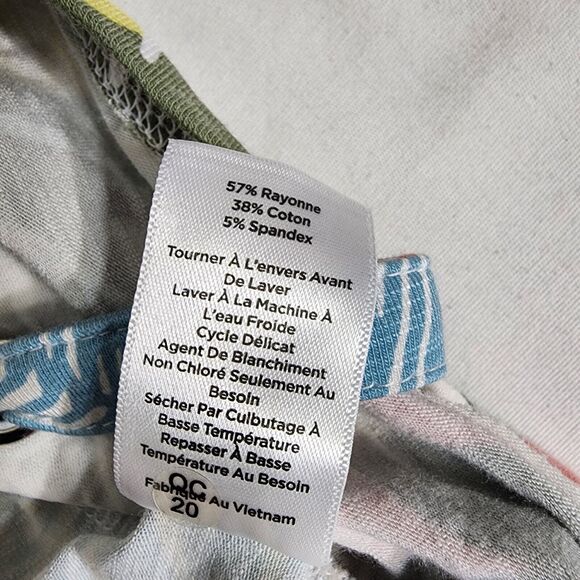 57% Rayonne
38% Coton
5% Spandex
Tourner À L'envers Avant
De Laver
Laver À La Machine À
L'eau Froide
Cycle Délicat
Agent De Blanchiment
Non Chloré Seulement Au
Besoin
Sécher Par Culbutage À
Basse Température
Repasser À Basse
Température Au Besoin
QC
Fabriqué Au Vietnam
20